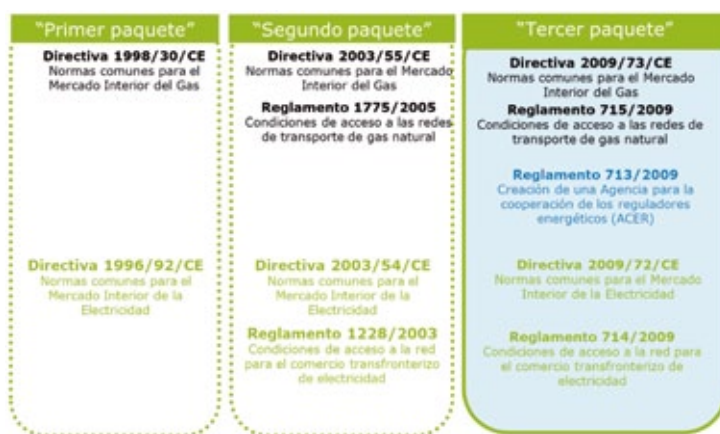 “Primer paquete”
Directiva 1998/30/CE
Normas comunes para el
Mercado Interior del Gas
Directiva 1996/92/CE
Normas comunes para el
Mercado Interior de la
Electricidad
“Segundo paquete”
Directiva 2003/55/CE
Normas comunes para el Mercado
Interior del Gas
Reglamento 1775/2005
Condiciones de acceso a las redes
de transporte de gas natural
Directiva 2003/54/CE
Normas comunes para el
Mercado Interior de la
Electricidad
Reglamento 1228/2003
Condiciones de acceso a la red
para el comercio transfronterizo
de electricidad
“Tercer paquete”
Directiva 2009/73/CE
Normas comunes para el Mercado
Interior del Gas
Reglamento 715/2009
Condiciones de acceso a las redes de
transporte de gas natural
Reglamento 713/2009
Creación de una Agencia para la
cooperación de los reguladores
energéticos (ACER)
Directiva 2009/72/CE
Normas comunes para el Mercado
Interior de la Electricidad
Reglamento 714/2009
Condiciones de acceso a la red para
el comercio transfronterizo de
electricidad